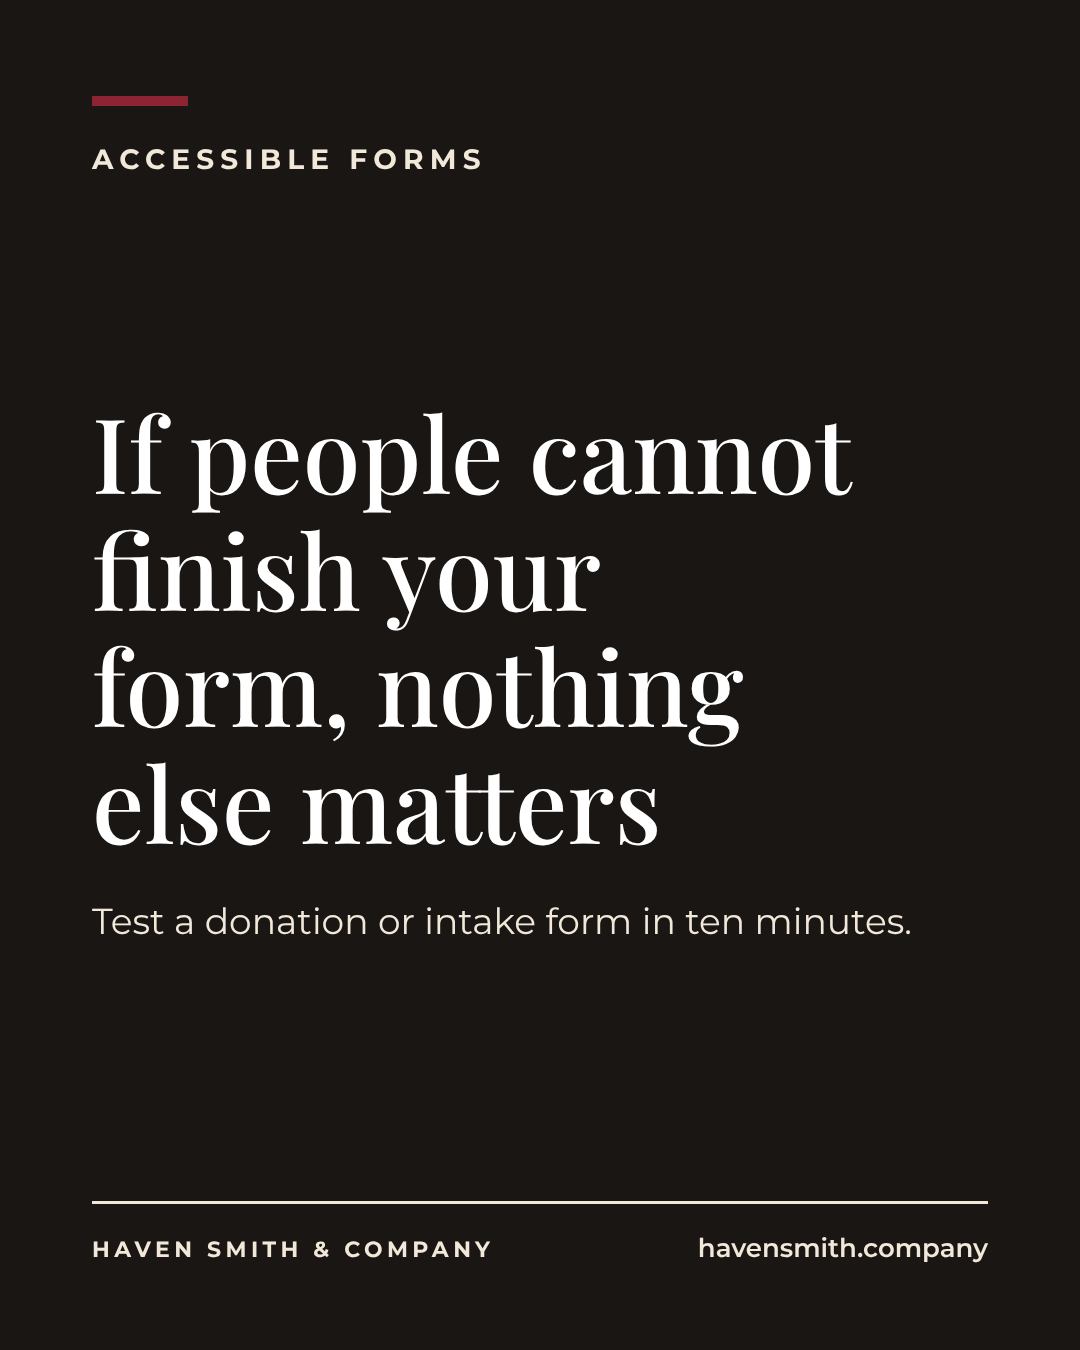 ACCESSIBLE FORMS
If people cannot
finish your
form, nothing
else matters
Test a donation or intake form in ten minutes.
HAVEN SMITH & COMPANY
havensmith.company